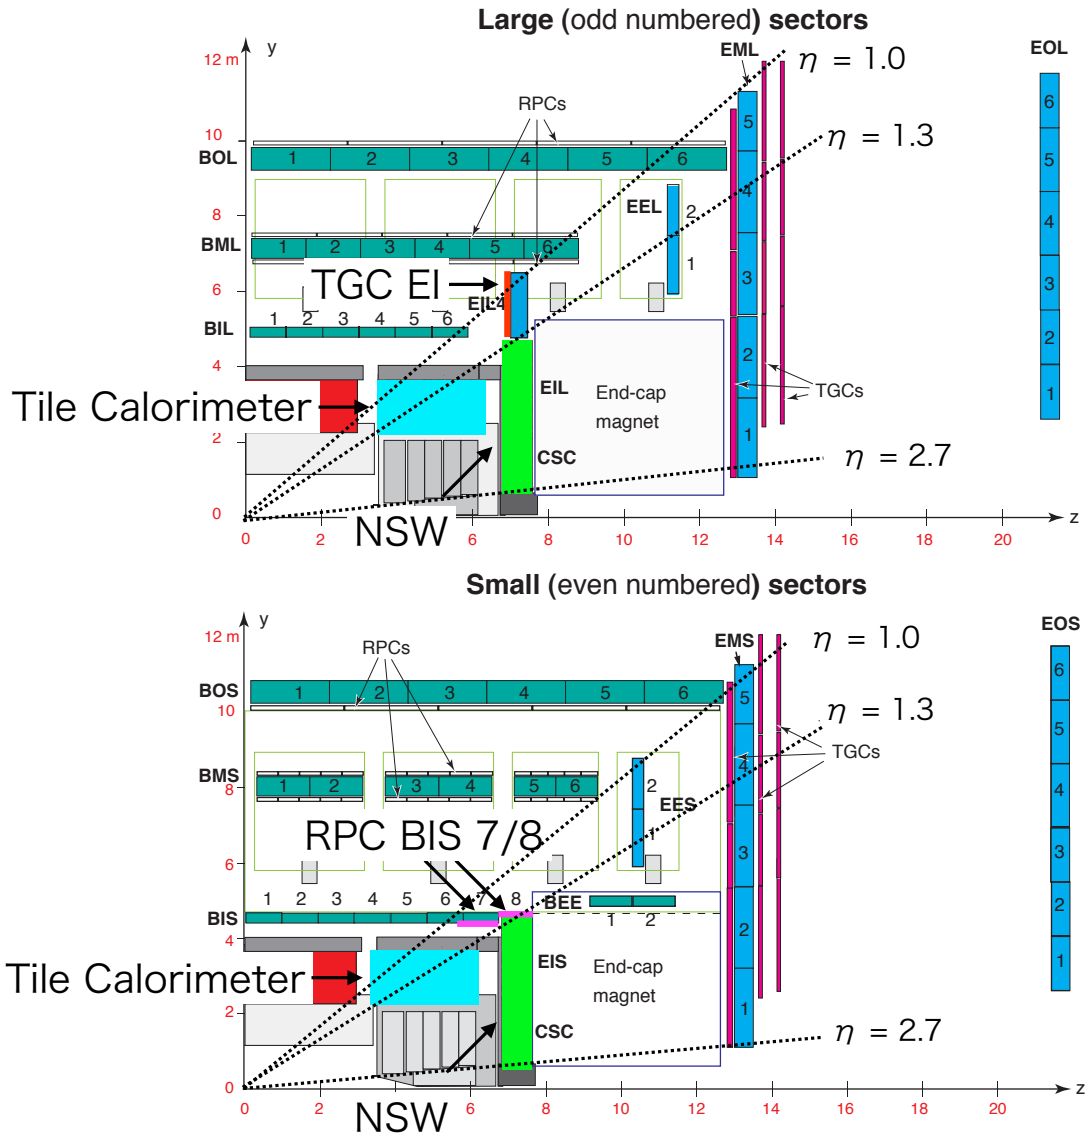 Large (odd numbered) sectors
y
12 m
EML
η = 1.0
EOL
RPCs
6
5
η = 1.3
10
BOL
1 2 3 4 5 6
5
4
EEL
2
8
4
BML
1 2 3 4 5 6
1
3
TGC EI
3
6
EIL4
BIL
1 2 3 4 5 6
2
2
4
EIL
End-cap
magnet
TGCs
1
Tile Calorimeter
2
1
CSC
η = 2.7
0
NSW
z
0 2 6 8 10 12 14 16 18 20
Small (even numbered) sectors
y
12 m
EMS
η = 1.0
EOS
RPCs
6
BOS
1 2 3 4 5 6
5
10
η = 1.3
5
TGCs
4
BMS
1 2 3 4 5 6
2
8
EES
4
RPC BIS 7/8
1
3
3
6
1 2 3 4 5 6 7 8
BEE
2
BIS
1 2
2
4
EIS
End-cap
magnet
1
Tile Calorimeter
2
1
CSC
η = 2.7
0
NSW
z
0 2 6 8 10 12 14 16 18 20